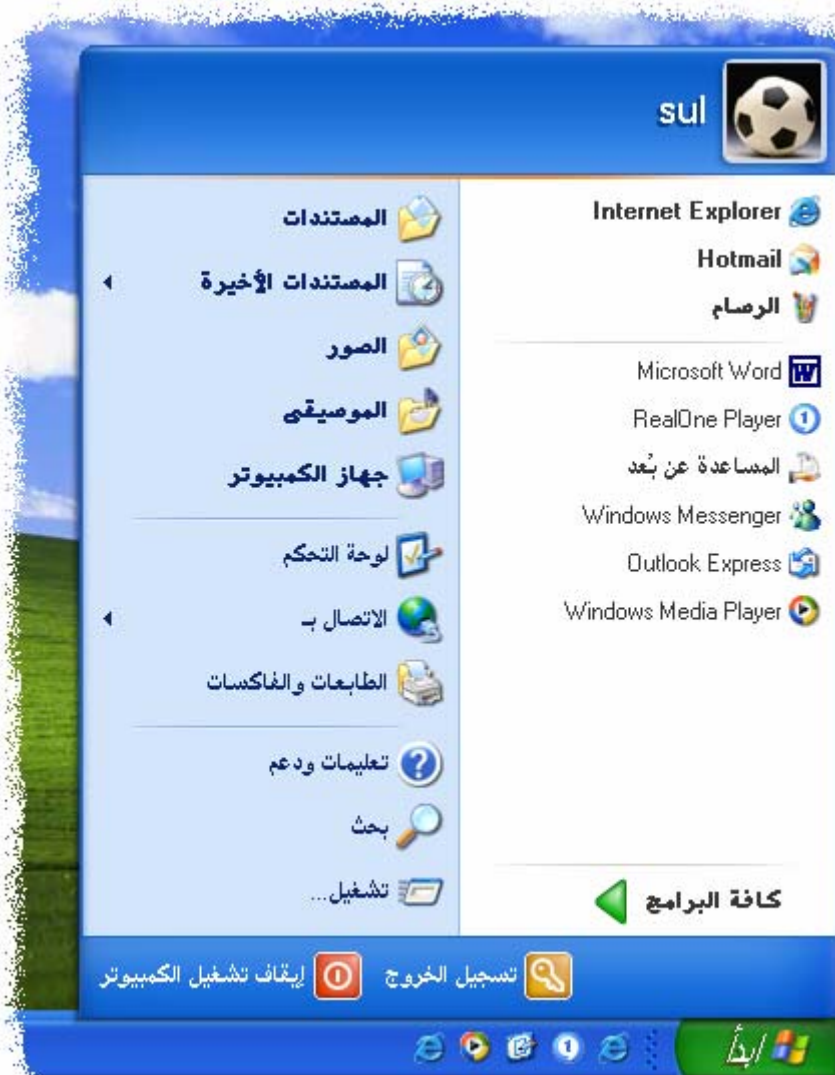 sul
Internet Explorer
Hotmail
الرسام
Microsoft Word
RealOne Player
المساعدة عن بُعد
Windows Messenger
Outlook Express
Windows Media Player
كافة البرامج
المستندات
المستندات الأخيرة
الصور
الموسيقى
جهاز الكمبيوتر
لوحة التحكم
الاتصال بـ
الطابعات والفاكسات
تعليمات ودعم
بحث
تشغيل...
تسجيل الخروج
إيقاف تشغيل الكمبيوتر
ابدأ